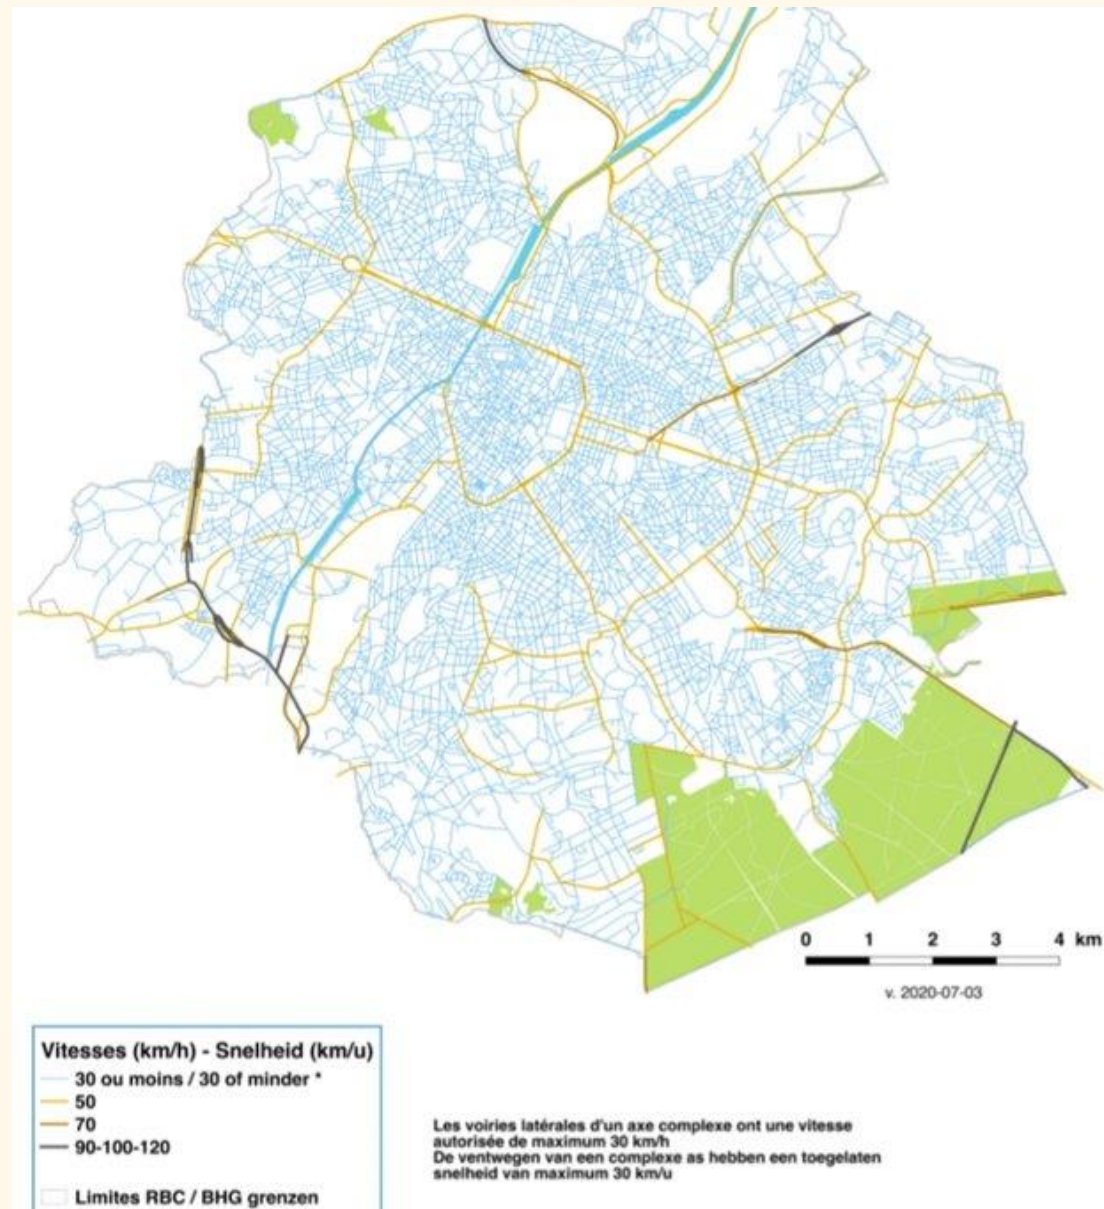 0 1 2 3 4 km
v. 2020-07-03
Vitesses (km/h) - Snelheid (km/u)
30 ou moins / 30 of minder *
50
70
90-100-120
Limites RBC / BHG grenzen
Les voiries latérales d'un axe complexe ont une vitesse
autorisée de maximum 30 km/h
De ventwegen van een complexe as hebben een toegelaten
snelheid van maximum 30 km/u